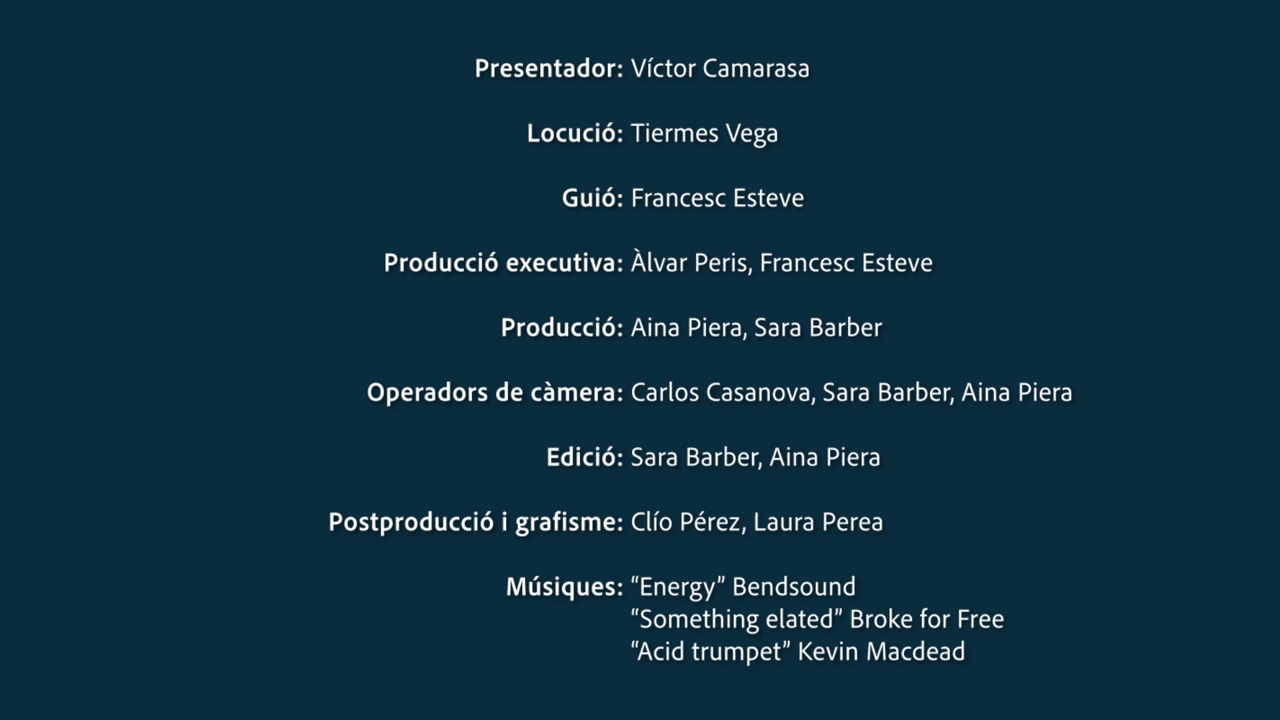 Presentador: Víctor Camarasa
Locució: Tiermes Vega
Guió: Francesc Esteve
Producció executiva: Àlvar Peris, Francesc Esteve
Producció: Aina Piera, Sara Barber
Operadors de càmera: Carlos Casanova, Sara Barber, Aina Piera
Edició: Sara Barber, Aina Piera
Postproducció i grafisme: Clío Pérez, Laura Perea
Músiques: “Energy” Bendsound
“Something elated” Broke for Free
“Acid trumpet” Kevin Macdead